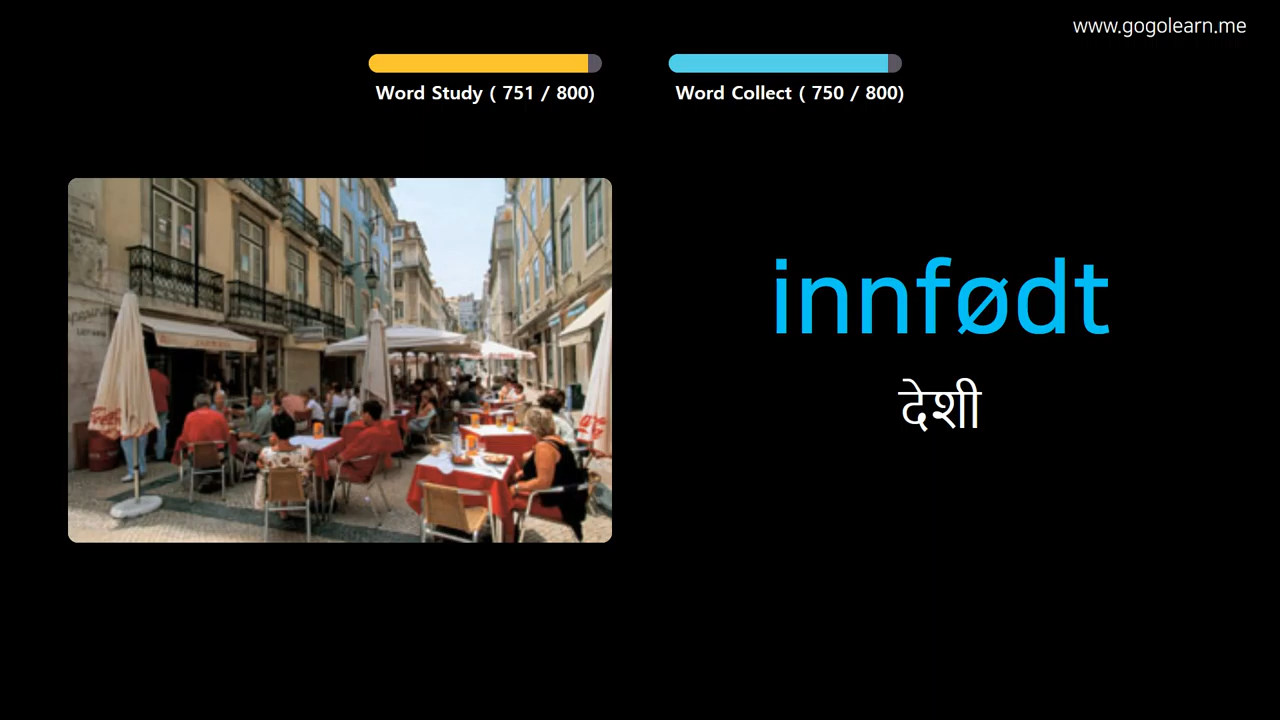 www.gogolearn.me
Word Study ( 751 / 800)
Word Collect ( 750 / 800)
innfødt
देशी